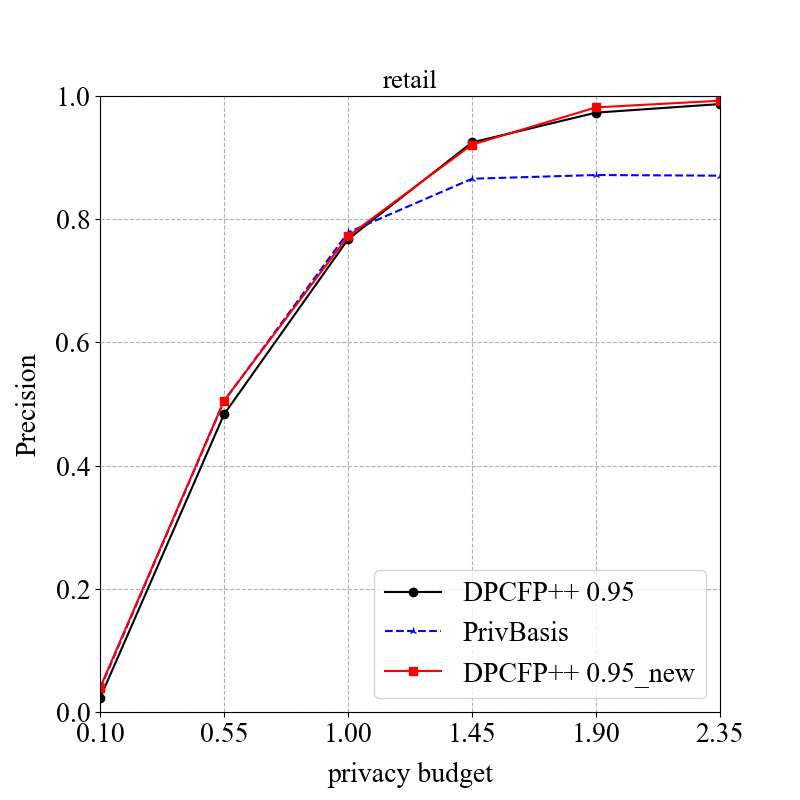 retail
1.0
0.8
0.6
0.4
0.2
0.0
Precision
DPCFP++ 0.95
PrivBasis
DPCFP++ 0.95_new
0.10 0.55 1.00 1.45 1.90 2.35
privacy budget